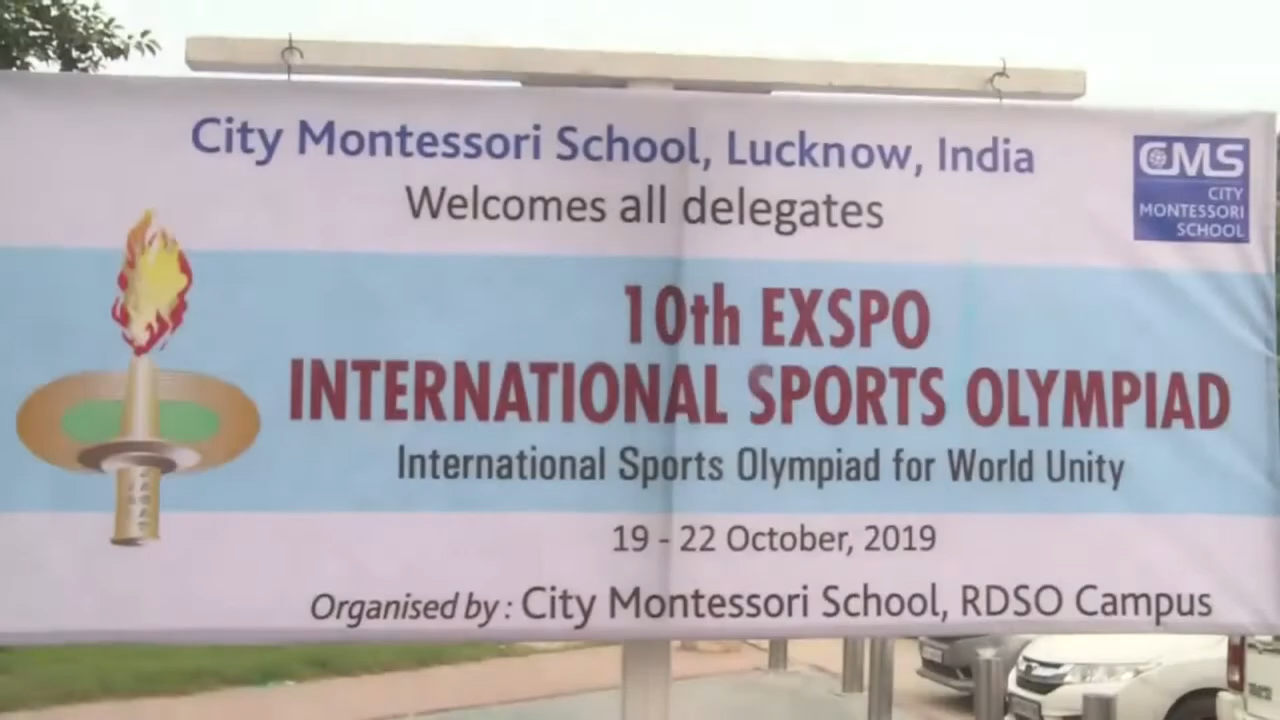 City Montessori School, Lucknow, India
Welcomes all delegates
CMS
CITY
MONTESSORI
SCHOOL
10th EXSPO
INTERNATIONAL SPORTS OLYMPIAD
International Sports Olympiad for World Unity
19 - 22 October, 2019
Organised by : City Montessori School, RDSO Campus